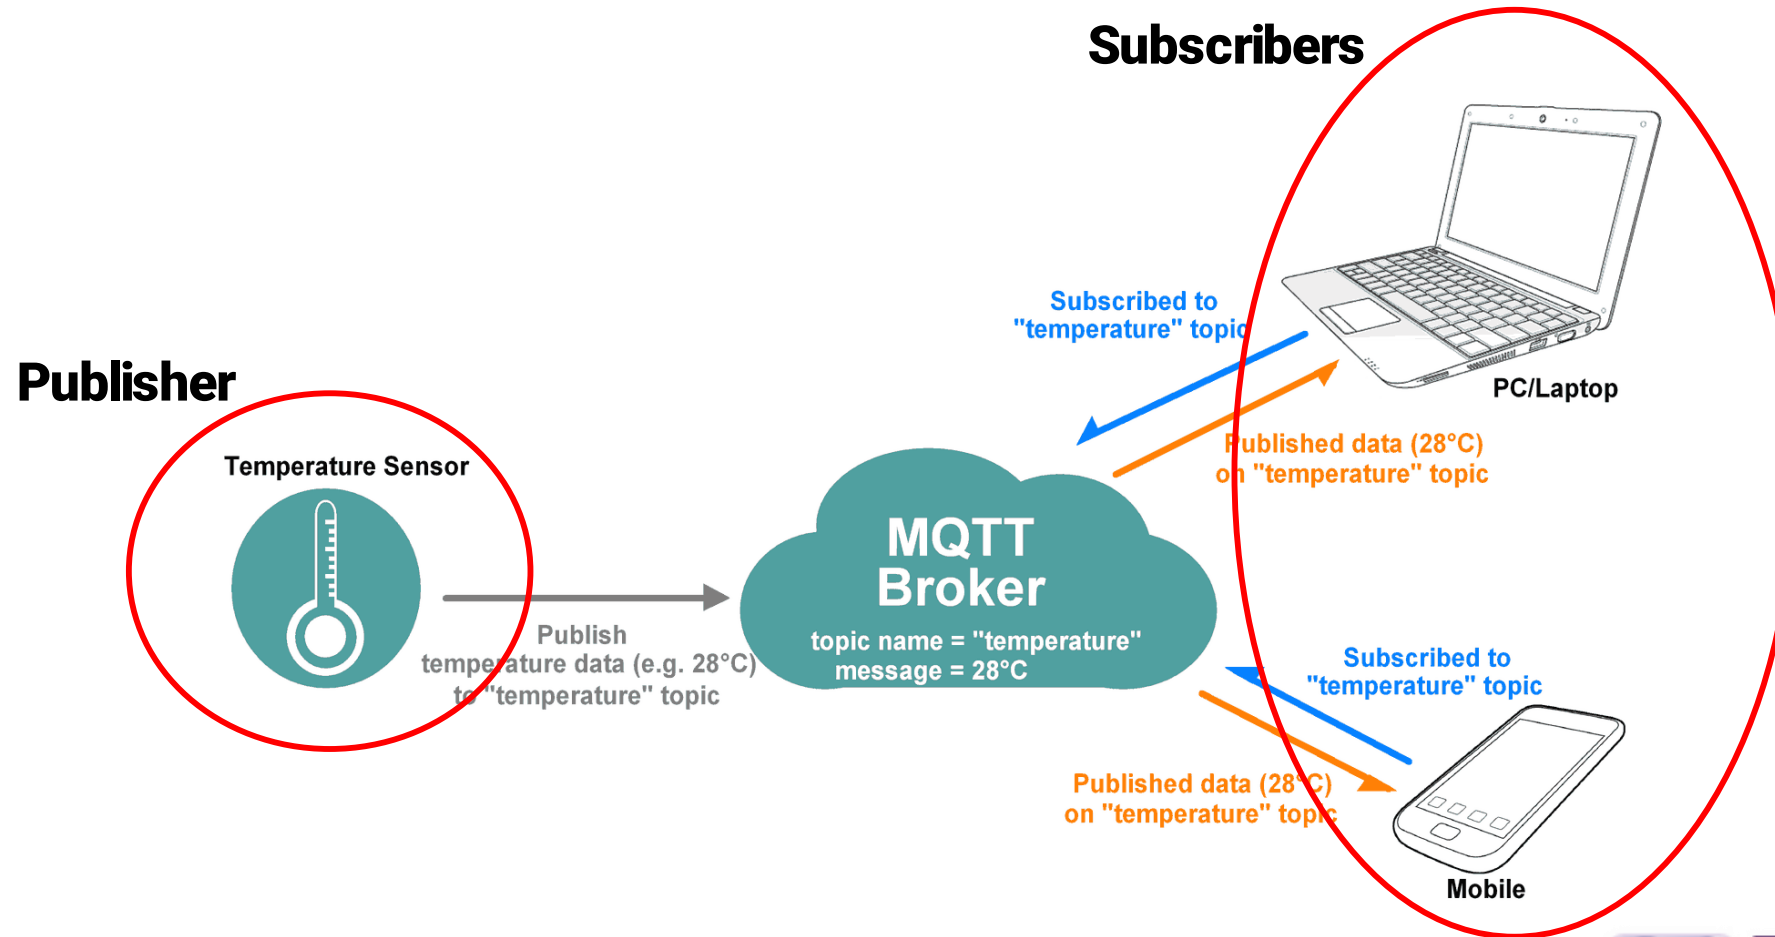 Subscribers
Subscribed to
"temperature" topic
PC/Laptop
Publisher
Temperature Sensor
Published data (28°C)
on "temperature" topic
MQTT
Broker
topic name = "temperature"
message = 28°C
Publish
temperature data (e.g. 28°C)
to "temperature" topic
Subscribed to
"temperature" topic
Published data (28°C)
on "temperature" topic
Mobile